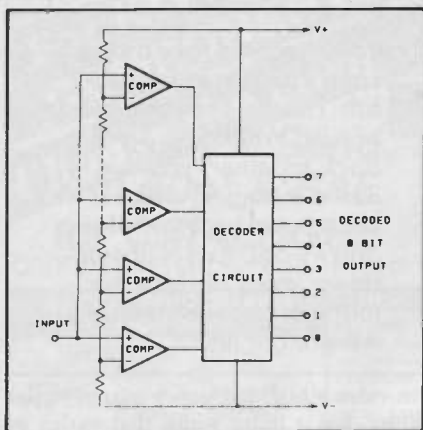 V+
+
COMP
-
+
COMP
-
+
COMP
-
+
COMP
-
INPUT
DECODER
CIRCUIT
7
6
5
4
3
2
1
0
DECODED
8 BIT
OUTPUT
V-